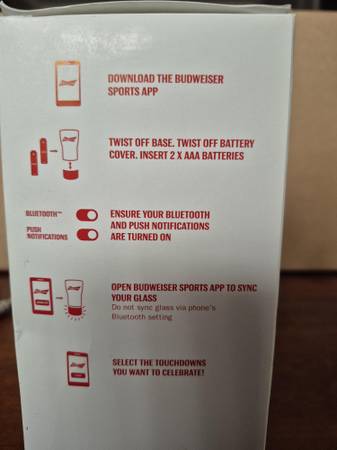 DOWNLOAD THE BUDWEISER
SPORTS APP
TWIST OFF BASE. TWIST OFF BATTERY
COVER. INSERT 2 X AAA BATTERIES
BLUETOOTH™
PUSH
NOTIFICATIONS
ENSURE YOUR BLUETOOTH
AND PUSH NOTIFICATIONS
ARE TURNED ON
OPEN BUDWEISER SPORTS APP TO SYNC
YOUR GLASS
Do not sync glass via phone's
Bluetooth setting
SELECT THE TOUCHDOWNS
YOU WANT TO CELEBRATE!